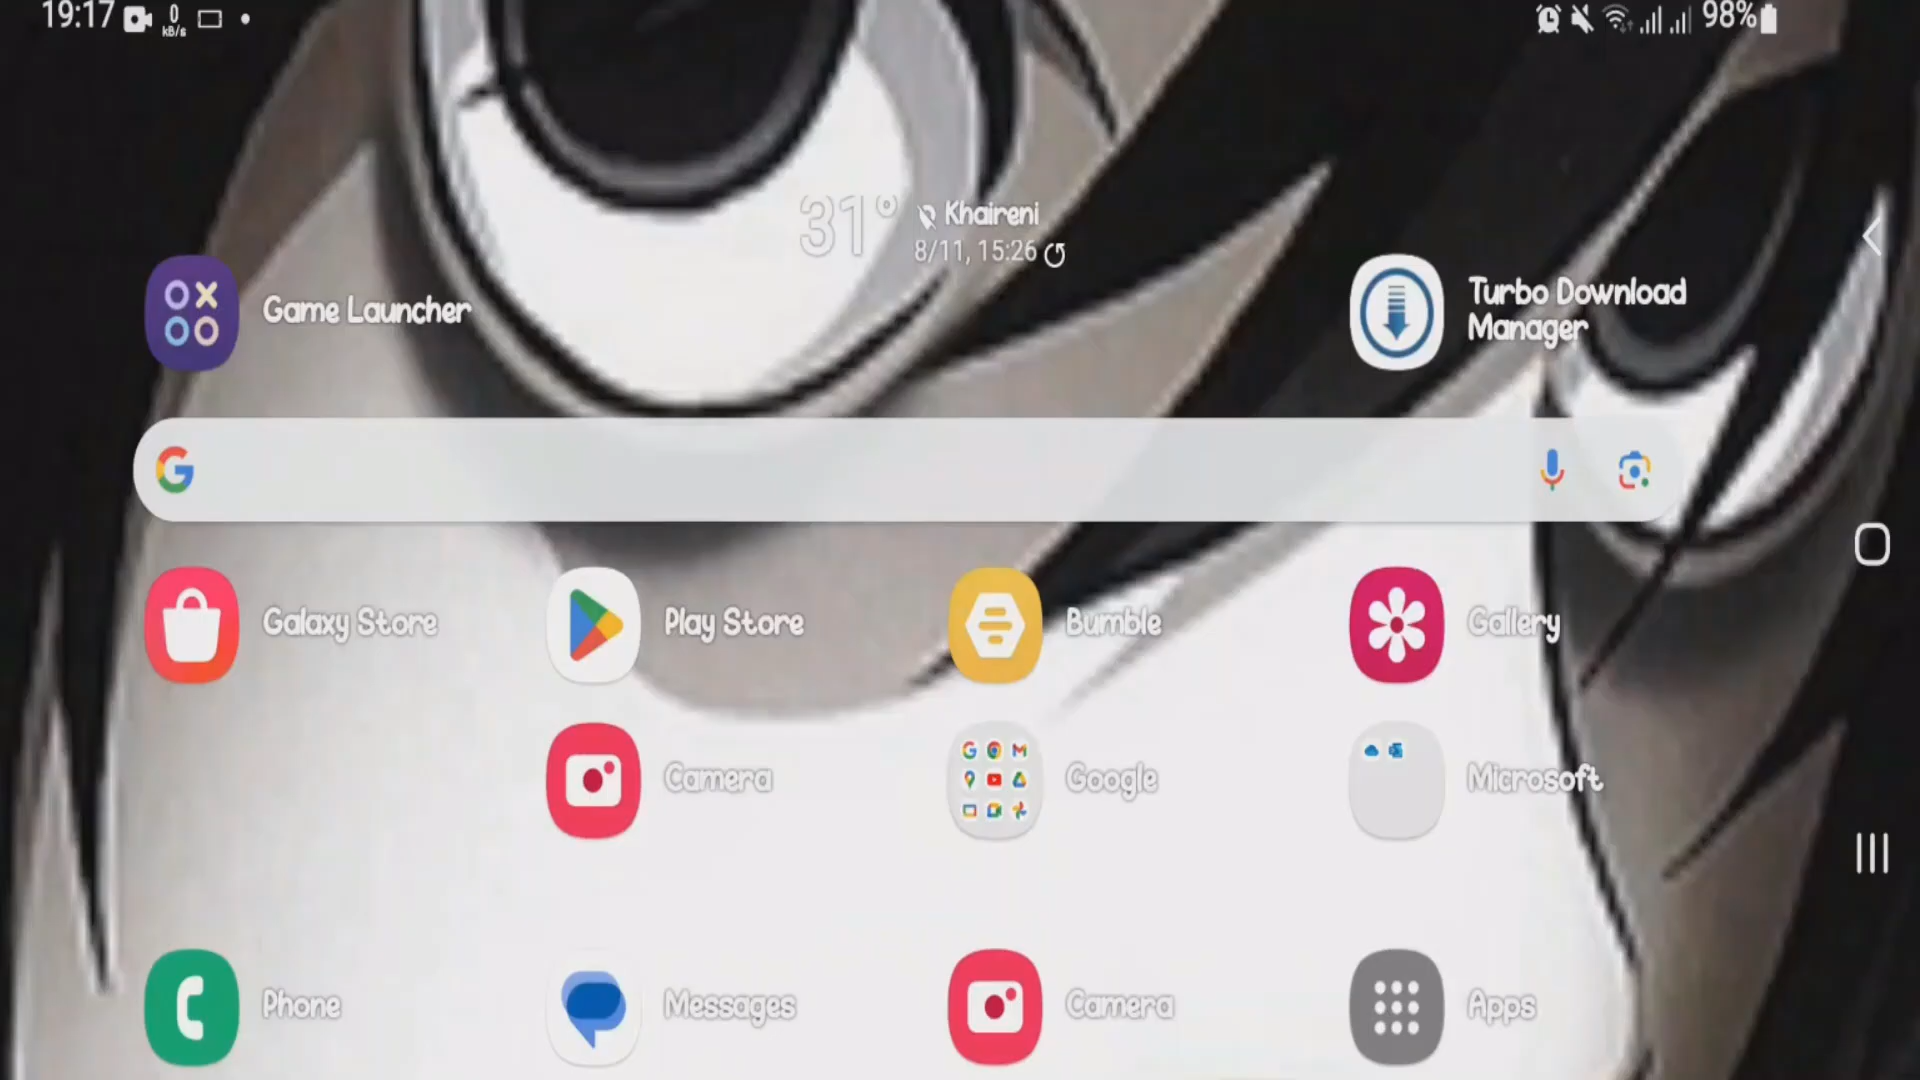 19:17 0 kB/s 98%
31° Khaireni
8/11, 15:26
Game Launcher
Turbo Download
Manager
Galaxy Store
Play Store
Bumble
Gallery
Camera
Google
Microsoft
Phone
Messages
Camera
Apps